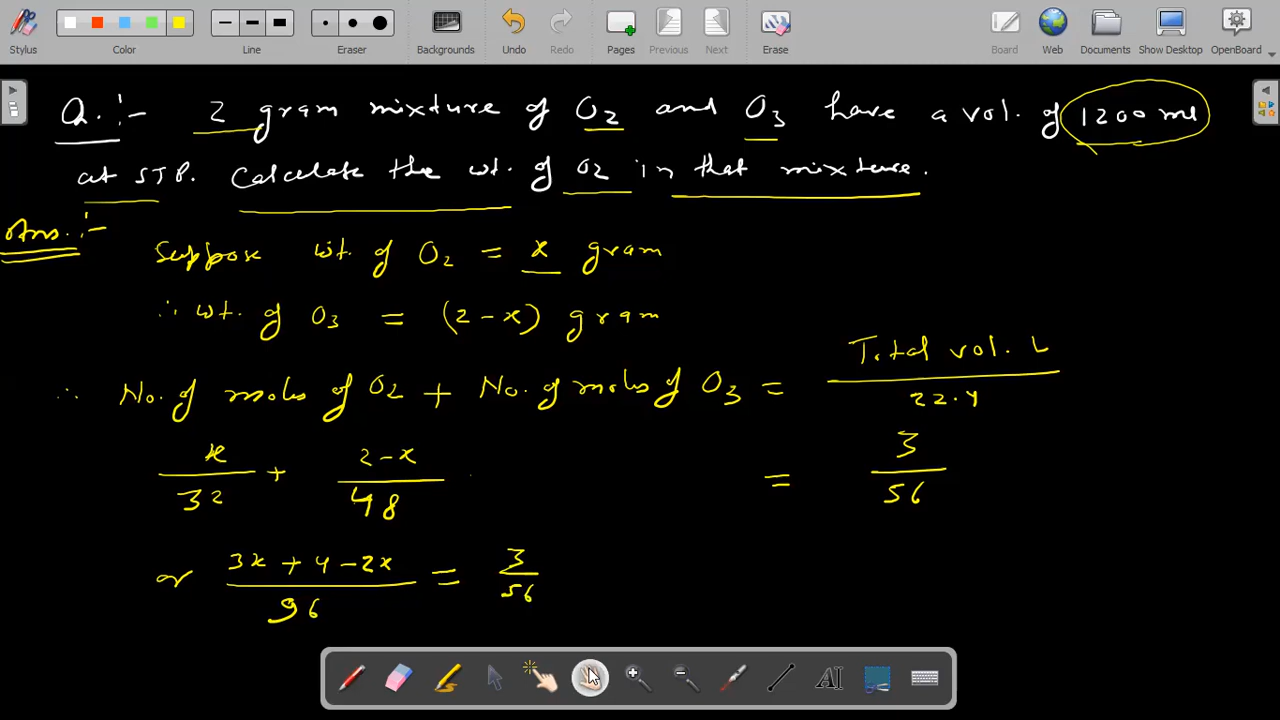 Stylus Color Line Eraser Backgrounds Undo Redo Pages Previous Next Erase Board Web Documents Show Desktop OpenBoard
Q. :- 2 gram mixture of O2 and O3 have a vol. of 1200 ml
at STP. Calculate the wt. of O2 in that mixture.
Ans. :-
Suppose wt. of O2 = x gram
∴ wt. of O3 = (2-x) gram
Total vol. L
∴ No. of moles of O2 + No. of moles of O3 =
22.4
x 2-x 3
+ =
32 48 56
3x + 4 - 2x 3
or =
96 56
AI